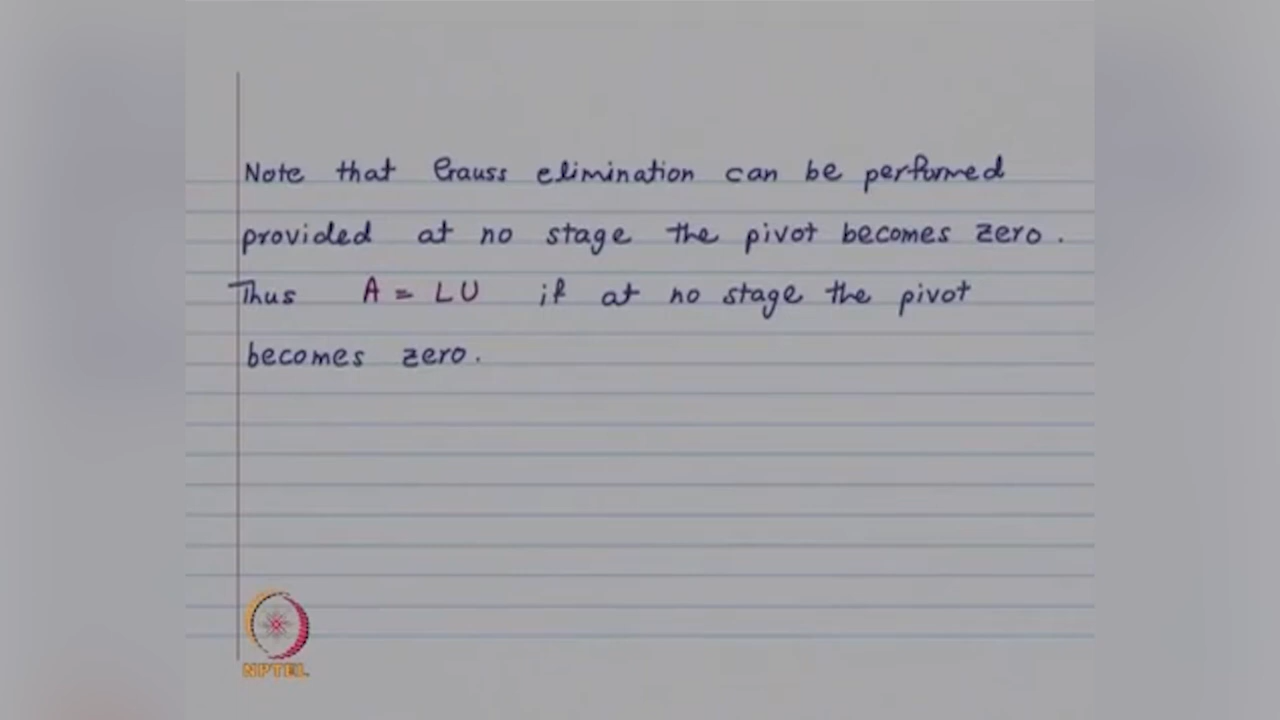 Note that Gauss elimination can be performed
provided at no stage the pivot becomes zero.
Thus A = LU if at no stage the pivot
becomes zero.
NPTEL